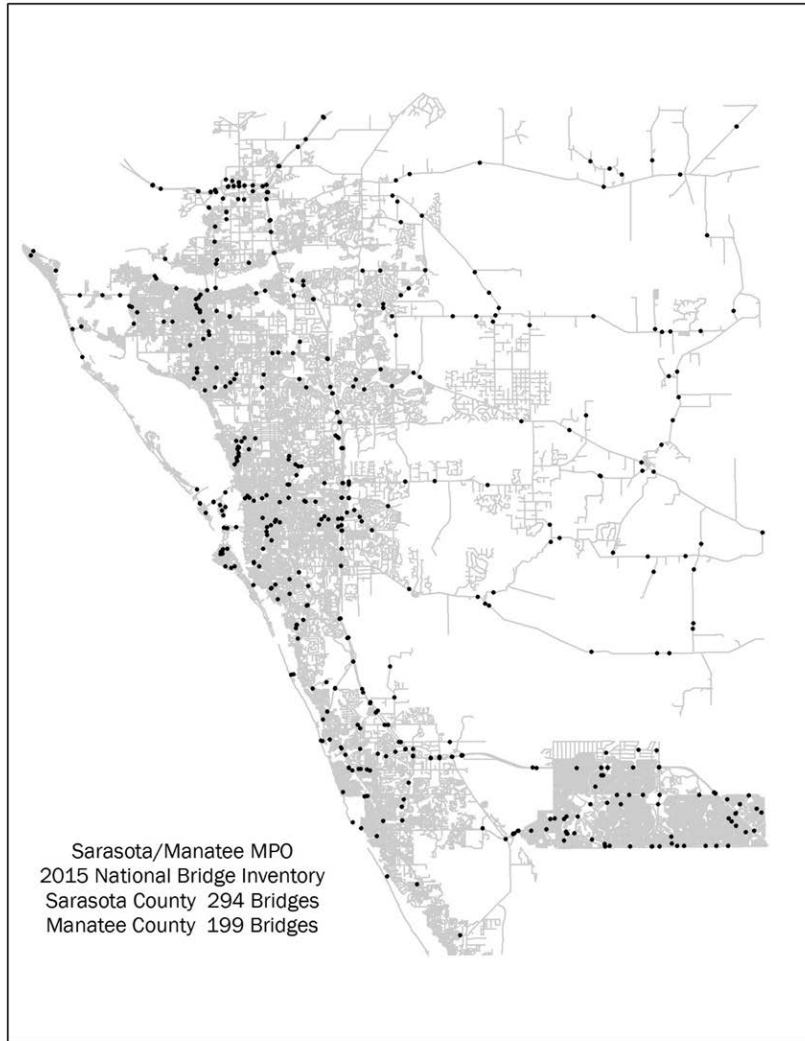 Sarasota/Manatee MPO
2015 National Bridge Inventory
Sarasota County 294 Bridges
Manatee County 199 Bridges